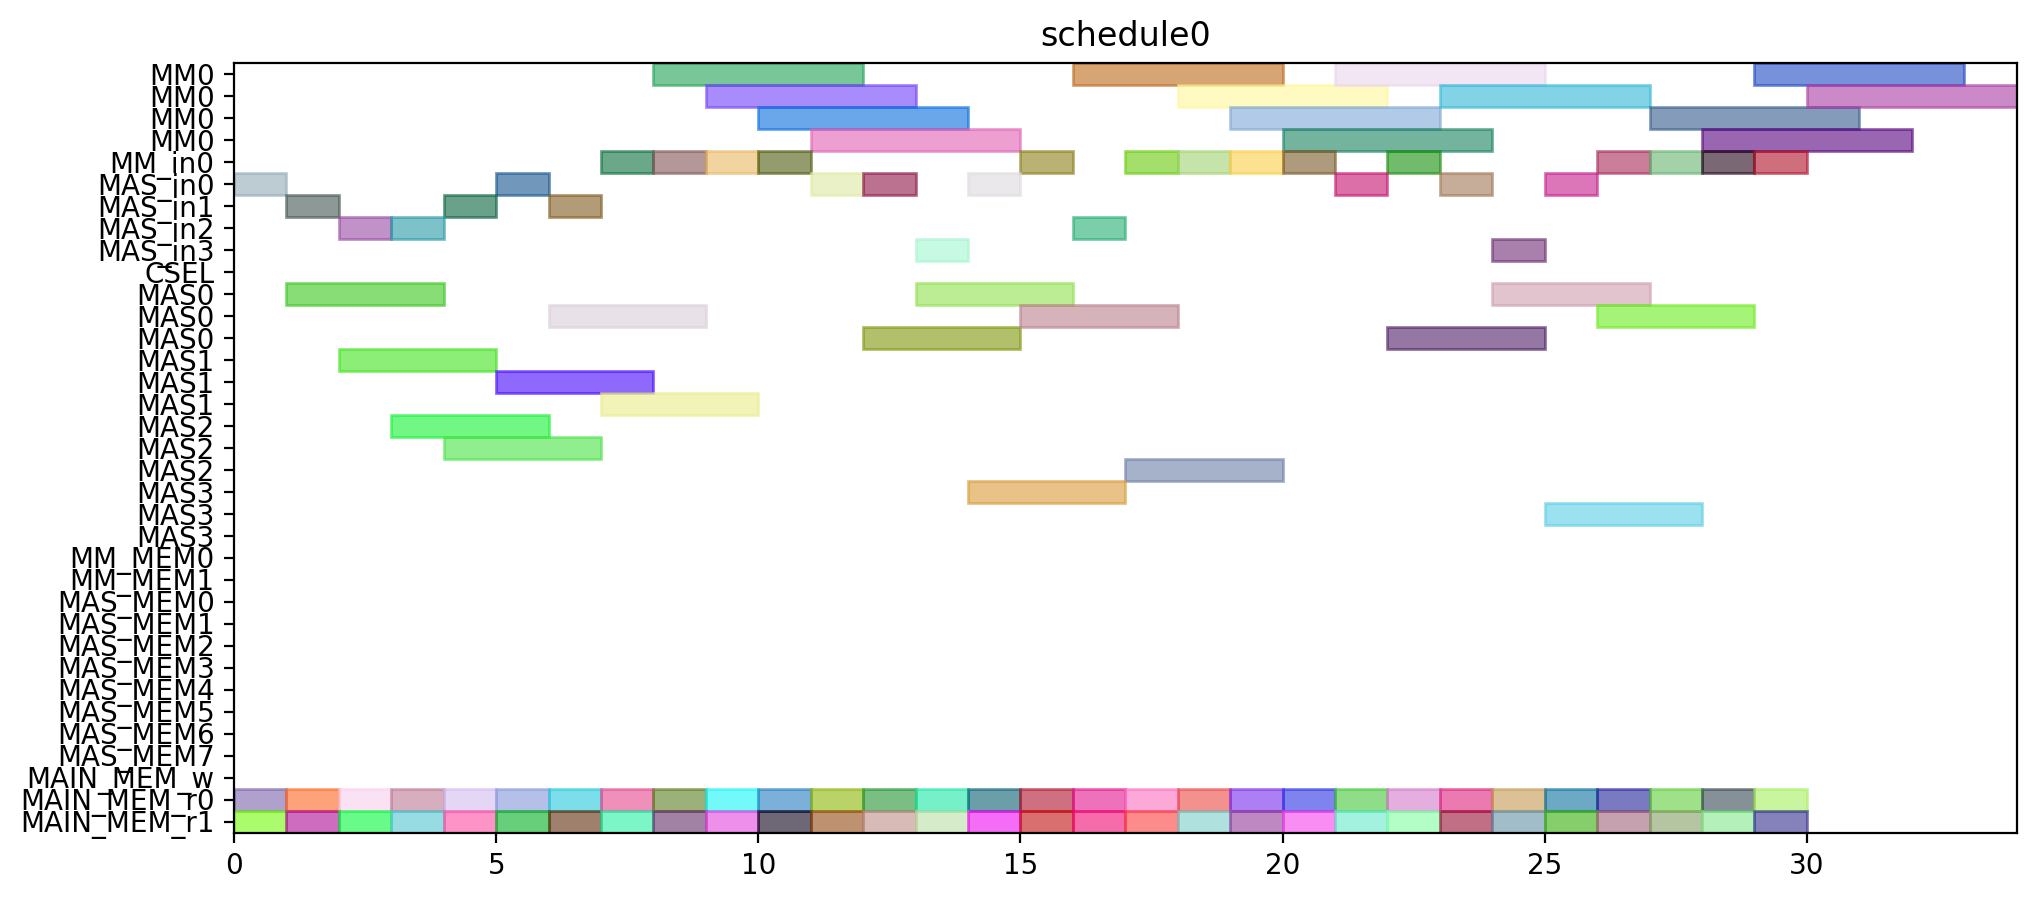 schedule0
MM0
MM0
MM0
MM0
MM_in0
MAS_in0
MAS_in1
MAS_in2
MAS_in3
CSEL
MAS0
MAS0
MAS0
MAS1
MAS1
MAS1
MAS2
MAS2
MAS2
MAS3
MAS3
MAS3
MM_MEM0
MM_MEM1
MAS_MEM0
MAS_MEM1
MAS_MEM2
MAS_MEM3
MAS_MEM4
MAS_MEM5
MAS_MEM6
MAS_MEM7
MAIN_MEM_w
MAIN_MEM_r0
MAIN_MEM_r1
0 5 10 15 20 25 30